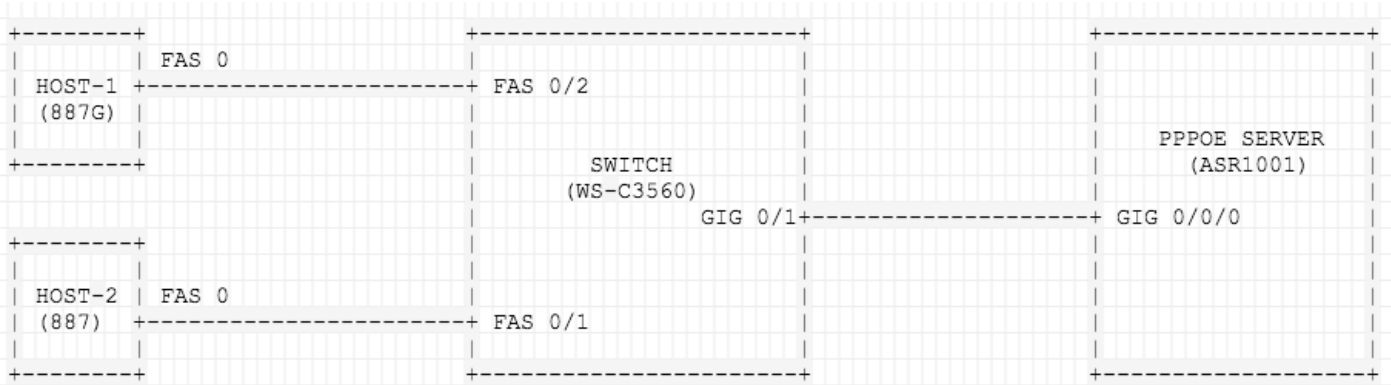 FAS 0
HOST-1 FAS 0/2
(887G)
PPPOE SERVER
SWITCH (ASR1001)
(WS-C3560)
GIG 0/1 GIG 0/0/0
HOST-2 FAS 0
(887) FAS 0/1